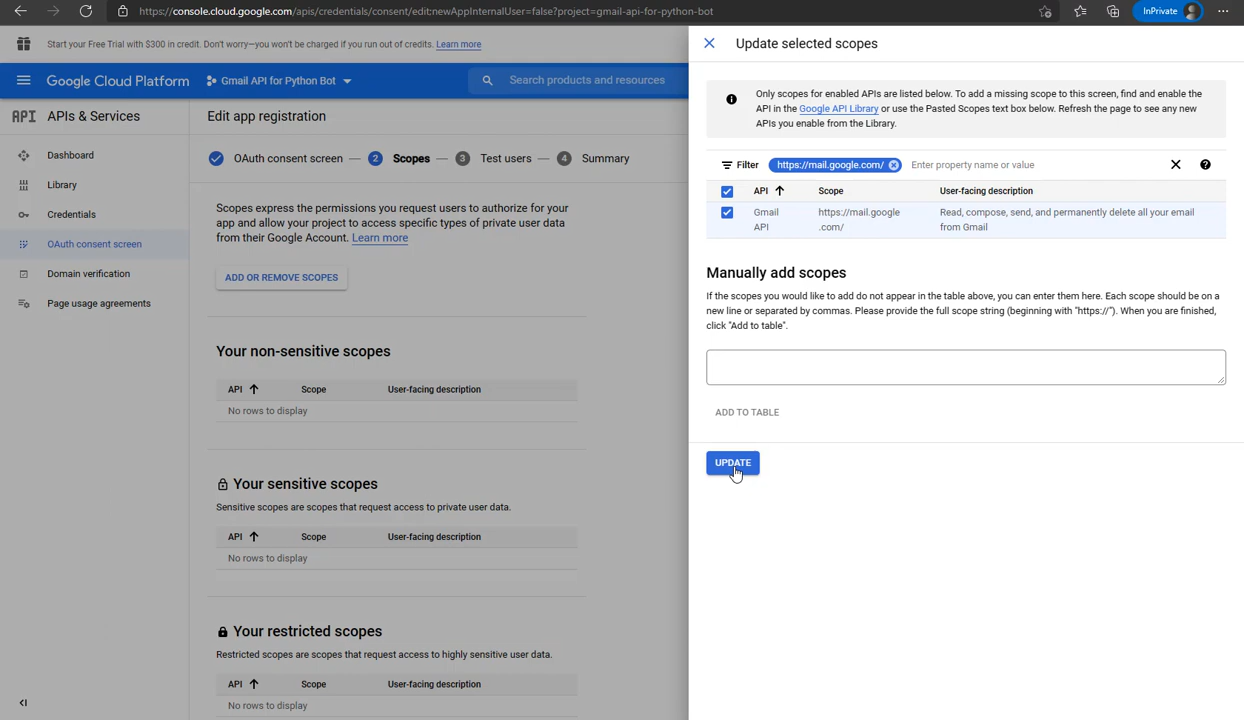 https://console.cloud.google.com/apis/credentials/consent/edit:newAppInternalUser=false?project=gmail-api-for-python-bot
InPrivate
Start your Free Trial with $300 in credit. Don't worry—you won't be charged if you run out of credits. Learn more
Google Cloud Platform
Gmail API for Python Bot
Search products and resources
API
APIs & Services
Dashboard
Library
Credentials
OAuth consent screen
Domain verification
Page usage agreements
Edit app registration
OAuth consent screen — 2 Scopes — 3 Test users — 4 Summary
Scopes express the permissions you request users to authorize for your
app and allow your project to access specific types of private user data
from their Google Account. Learn more
ADD OR REMOVE SCOPES
Your non-sensitive scopes
API Scope User-facing description
No rows to display
Your sensitive scopes
Sensitive scopes are scopes that request access to private user data.
API Scope User-facing description
No rows to display
Your restricted scopes
Restricted scopes are scopes that request access to highly sensitive user data.
API Scope User-facing description
No rows to display
Update selected scopes
Only scopes for enabled APIs are listed below. To add a missing scope to this screen, find and enable the
API in the Google API Library or use the Pasted Scopes text box below. Refresh the page to see any new
APIs you enable from the Library.
Filter https://mail.google.com/ Enter property name or value
API Scope User-facing description
Gmail https://mail.google Read, compose, send, and permanently delete all your email
API .com/ from Gmail
Manually add scopes
If the scopes you would like to add do not appear in the table above, you can enter them here. Each scope should be on a
new line or separated by commas. Please provide the full scope string (beginning with "https://"). When you are finished,
click "Add to table".
ADD TO TABLE
UPDATE